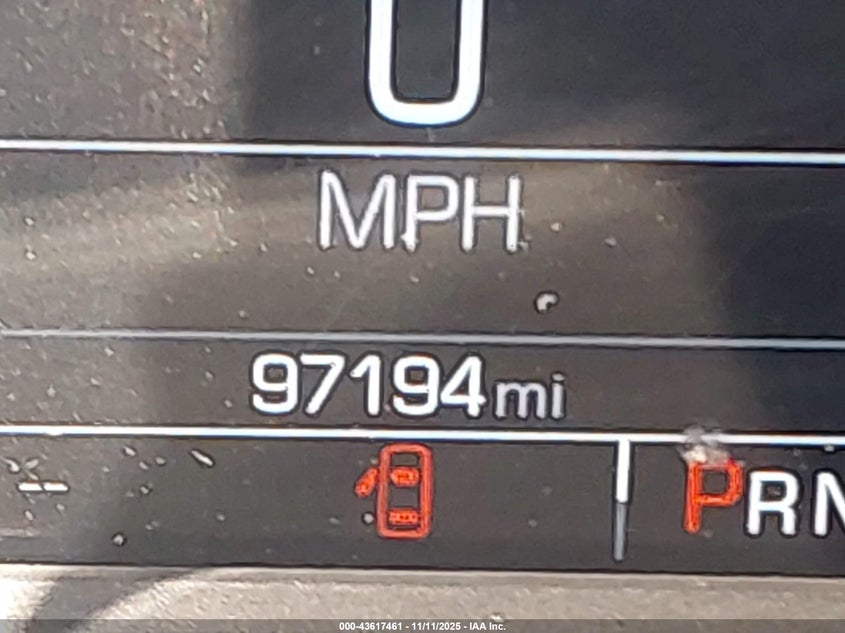 0
MPH
97194mi
-- PRN
000-43617461 - 11/11/2025 - IAA Inc.